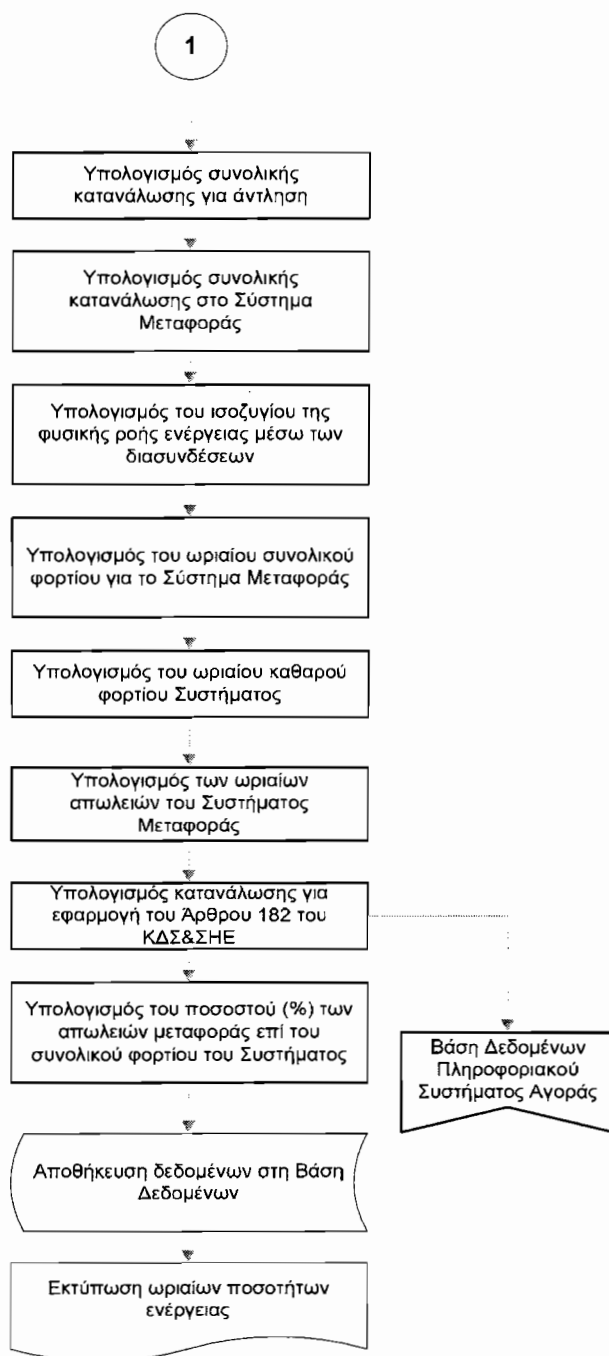 1
Υπολογισμός συνολικής
κατανάλωσης για άντληση
Υπολογισμός συνολικής
κατανάλωσης στο Σύστημα
Μεταφοράς
Υπολογισμός του ισοζυγίου της
φυσικής ροής ενέργειας μέσω των
διασυνδέσεων
Υπολογισμός του ωριαίου συνολικού
φορτίου για το Σύστημα Μεταφοράς
Υπολογισμός του ωριαίου καθαρού
φορτίου Συστήματος
Υπολογισμός των ωριαίων
απωλειών του Συστήματος
Μεταφοράς
Υπολογισμός κατανάλωσης για
εφαρμογή του Άρθρου 182 του
ΚΔΣ&ΣΗΕ
Υπολογισμός του ποσοστού (%) των
απωλειών μεταφοράς επί του
συνολικού φορτίου του Συστήματος
Βάση Δεδομένων
Πληροφοριακού
Συστήματος Αγοράς
Αποθήκευση δεδομένων στη Βάση
Δεδομένων
Εκτύπωση ωριαίων ποσοτήτων
ενέργειας